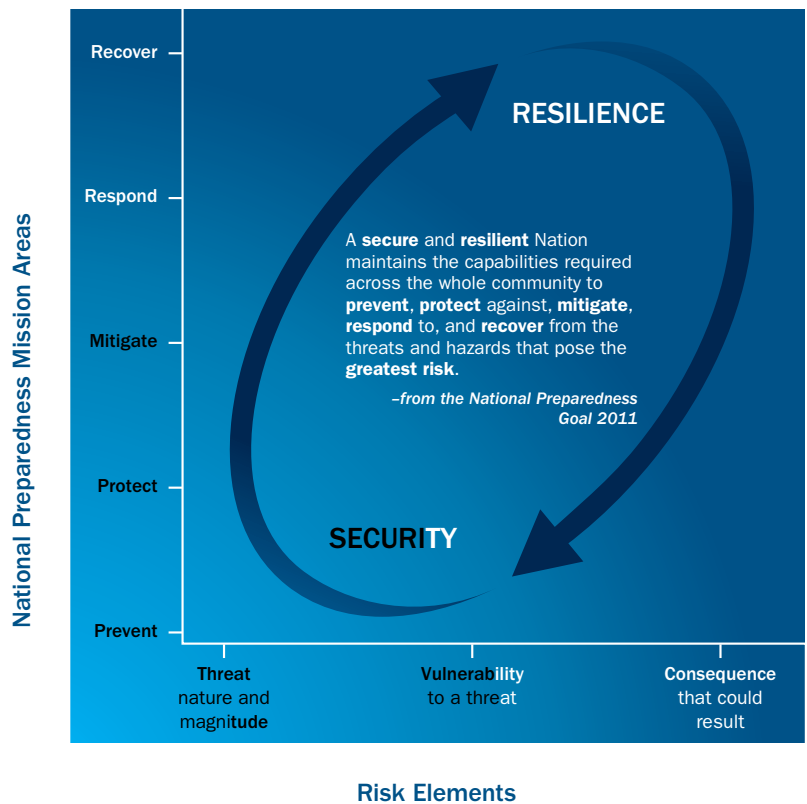 National Preparedness Mission Areas
Recover
Respond
Mitigate
Protect
Prevent
RESILIENCE
A secure and resilient Nation
maintains the capabilities required
across the whole community to
prevent, protect against, mitigate,
respond to, and recover from the
threats and hazards that pose the
greatest risk.
–from the National Preparedness
Goal 2011
SECURITY
Threat
nature and
magnitude
Vulnerability
to a threat
Consequence
that could
result
Risk Elements